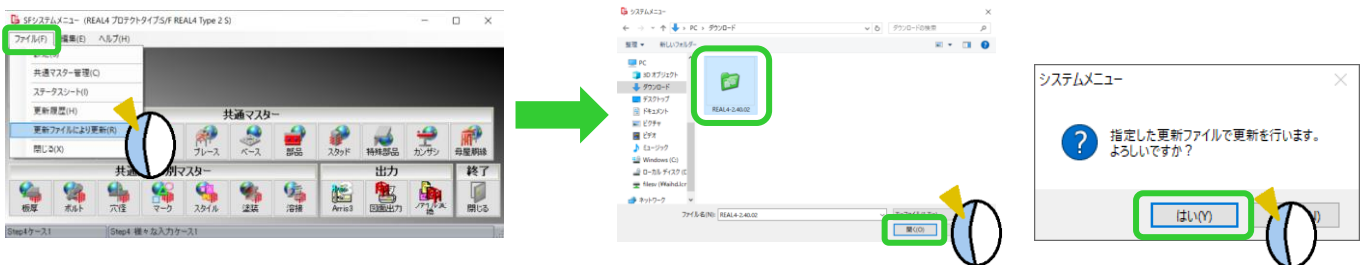 SFシステムメニュー (REAL4 プロテクトタイプ:S/F REAL4 Type 2 S)
ファイル(F) 編集(E) ヘルプ(H)
共通マスター管理(C)
ステータスシート(I)
更新履歴(H)
更新ファイルにより更新(R)
閉じる(X)
共通マスター
ブレース ベース 部品 スタッド 特殊部品 カンザシ 母屋胴縁
共通 別マスター 出力 終了
板厚 ボルト 穴径 マーク スタイル 塗装 溶接 Arris3 図面出力 閉じる
Step4ケース1 Step4 様々な入力ケース1
システムメニュー
PC > ダウンロード
ダウンロードの検索
整理 新しいフォルダー
PC
3D オブジェクト
ダウンロード
デスクトップ
ドキュメント
ピクチャ
ビデオ
ミュージック
Windows (C:)
ローカル ディスク (D
ネットワーク
REAL4-2.40.02
ファイル名(N): REAL4-2.40.02
開く(O)
システムメニュー
指定した更新ファイルで更新を行います。
よろしいですか？
はい(Y)